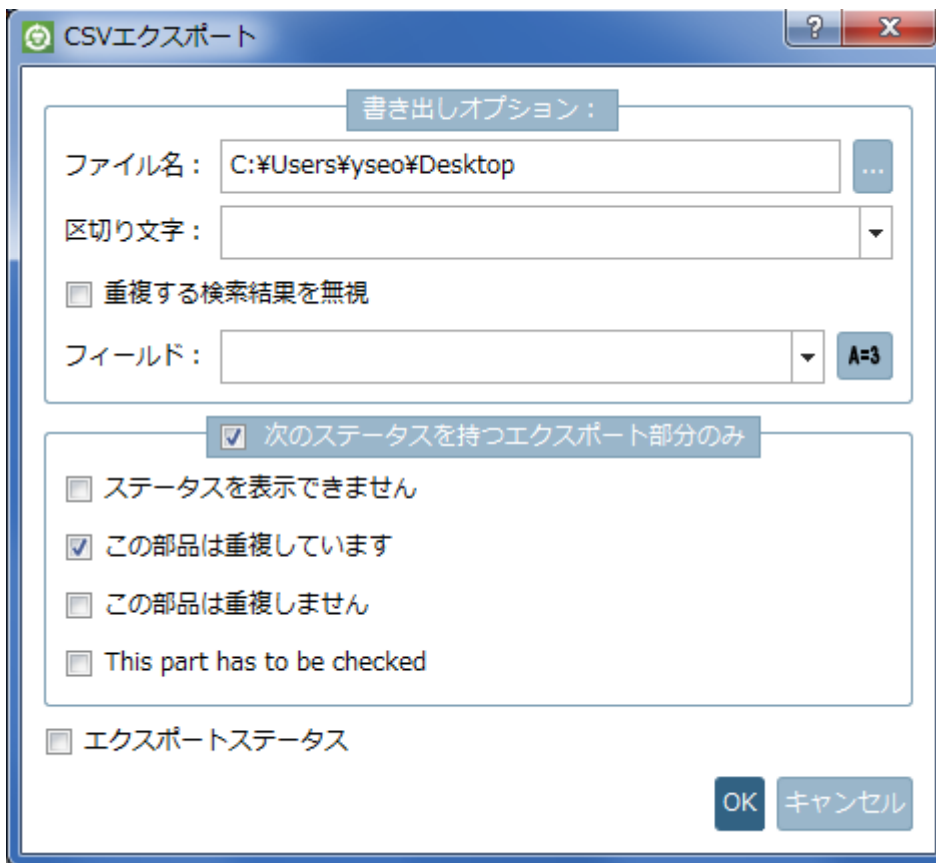 CSVエクスポート
書き出しオプション：
ファイル名： C:¥Users¥yseo¥Desktop ...
区切り文字：
重複する検索結果を無視
フィールド： A=3
次のステータスを持つエクスポート部分のみ
ステータスを表示できません
この部品は重複しています
この部品は重複しません
This part has to be checked
エクスポートステータス
OK キャンセル